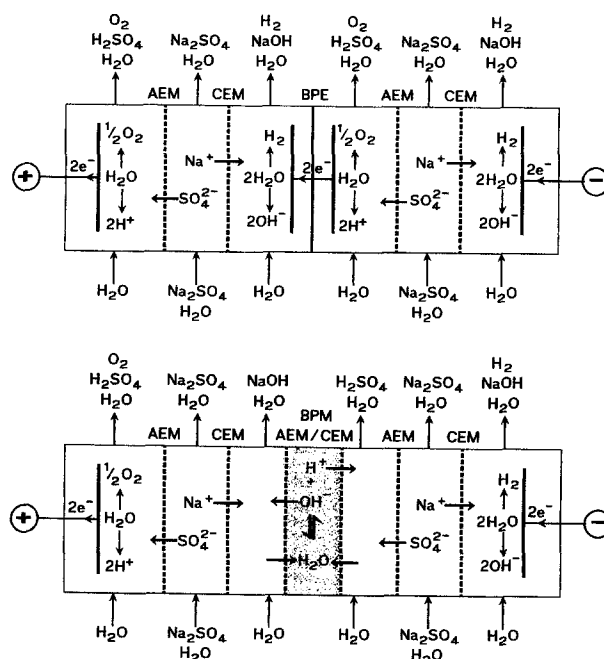 O₂ H₂ O₂ H₂
H₂SO₄ Na₂SO₄ NaOH H₂SO₄ Na₂SO₄ NaOH
H₂O H₂O H₂O H₂O H₂O H₂O
AEM CEM BPE AEM CEM
½O₂ H₂ ½O₂ H₂
Na⁺ Na⁺
+ 2e⁻ H₂O 2H₂O 2e⁻ H₂O 2H₂O 2e⁻ −
SO₄²⁻ SO₄²⁻
2H⁺ 2OH⁻ 2H⁺ 2OH⁻
H₂O Na₂SO₄ H₂O H₂O Na₂SO₄ H₂O
H₂O H₂O
O₂ H₂
H₂SO₄ Na₂SO₄ NaOH H₂SO₄ Na₂SO₄ NaOH
H₂O H₂O H₂O H₂O H₂O H₂O
BPM
AEM CEM AEM/CEM AEM CEM
½O₂ H⁺ H₂
+
Na⁺ OH⁻ Na⁺
+ 2e⁻ H₂O 2H₂O 2e⁻ −
SO₄²⁻ SO₄²⁻
2H⁺ H₂O 2OH⁻
H₂O Na₂SO₄ H₂O H₂O Na₂SO₄ H₂O
H₂O H₂O